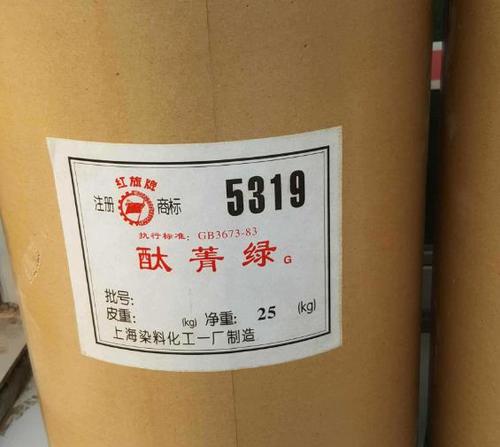 红旗牌
注册 商标 5319
执行标准: GB3673-83
酞菁绿 G
批号:
皮重: (kg) 净重: 25 (kg)
上海染料化工一厂制造